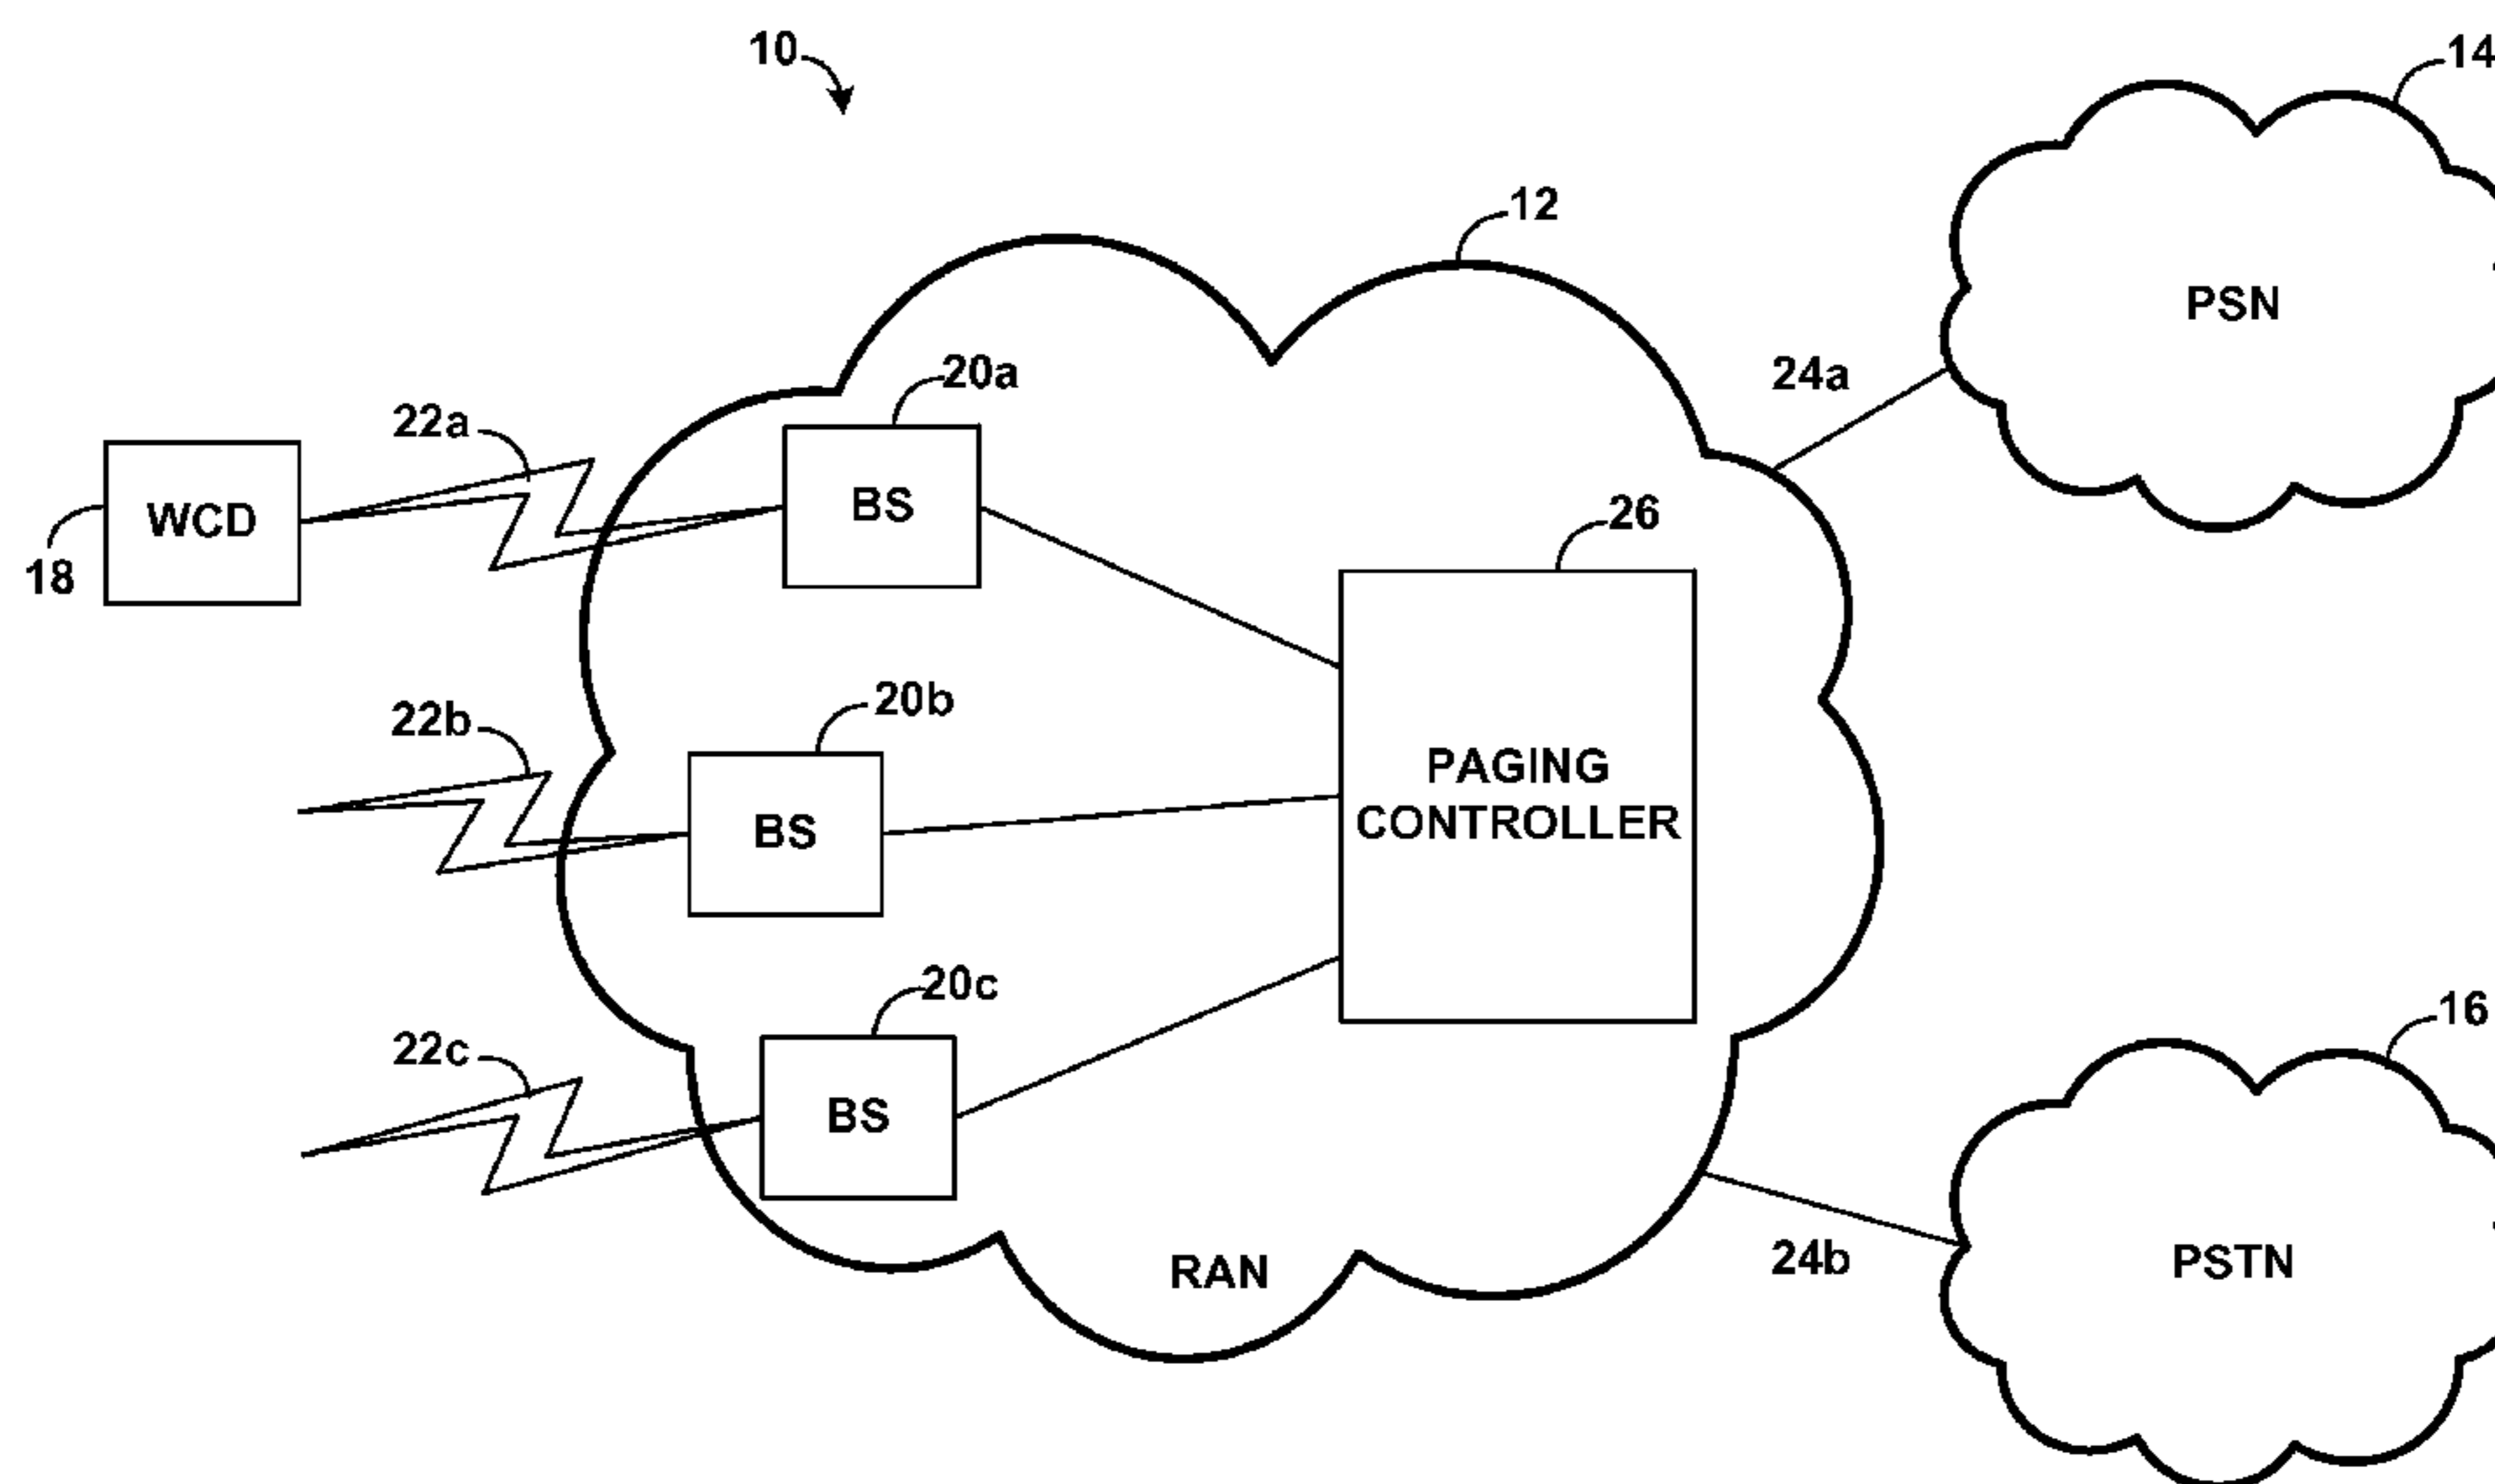 10
14
12
PSN
20a
24a
22a
BS
26
WCD
18
20b
22b
PAGING
CONTROLLER
BS
20c
16
22c
BS
24b
RAN
PSTN